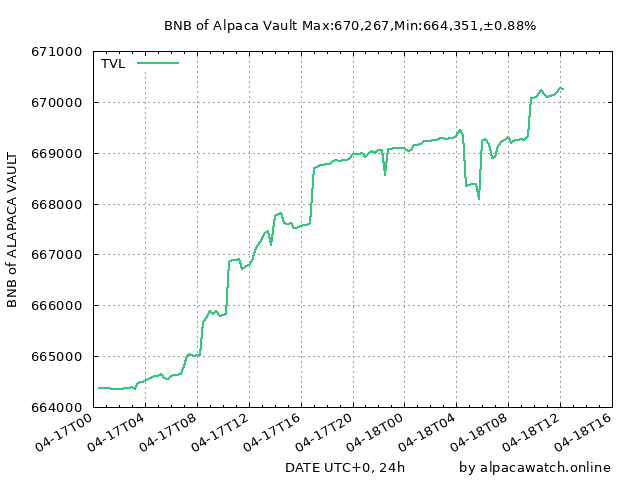 BNB of Alpaca Vault Max:670,267,Min:664,351,±0.88%
TVL
BNB of ALAPACA VAULT
671000
670000
669000
668000
667000
666000
665000
664000
04-17T00
04-17T04
04-17T08
04-17T12
04-17T16
04-17T20
04-18T00
04-18T04
04-18T08
04-18T12
04-18T16
DATE UTC+0, 24h
by alpacawatch.online